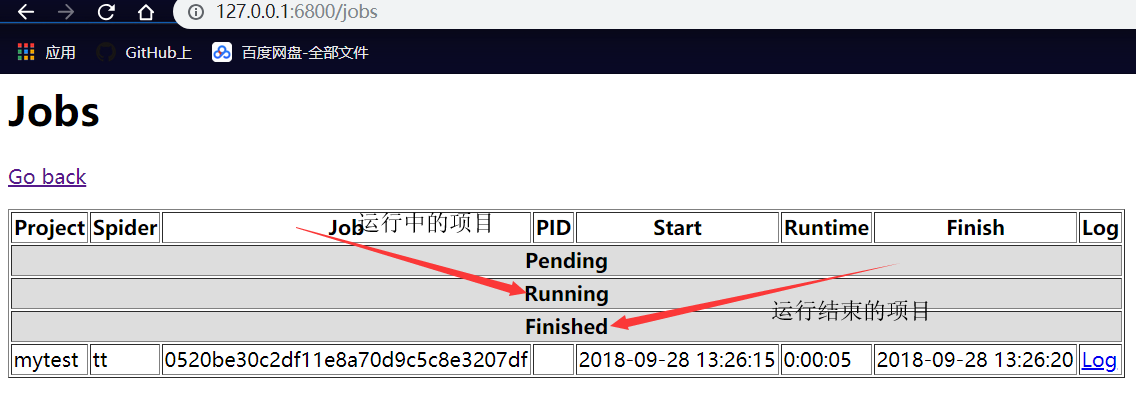 127.0.0.1:6800/jobs
应用 GitHub上 百度网盘-全部文件
Jobs
Go back
Project Spider Job 运行中的项目 PID Start Runtime Finish Log
Pending
Running
运行结束的项目
Finished
mytest tt 0520be30c2df11e8a70d9c5c8e3207df 2018-09-28 13:26:15 0:00:05 2018-09-28 13:26:20 Log